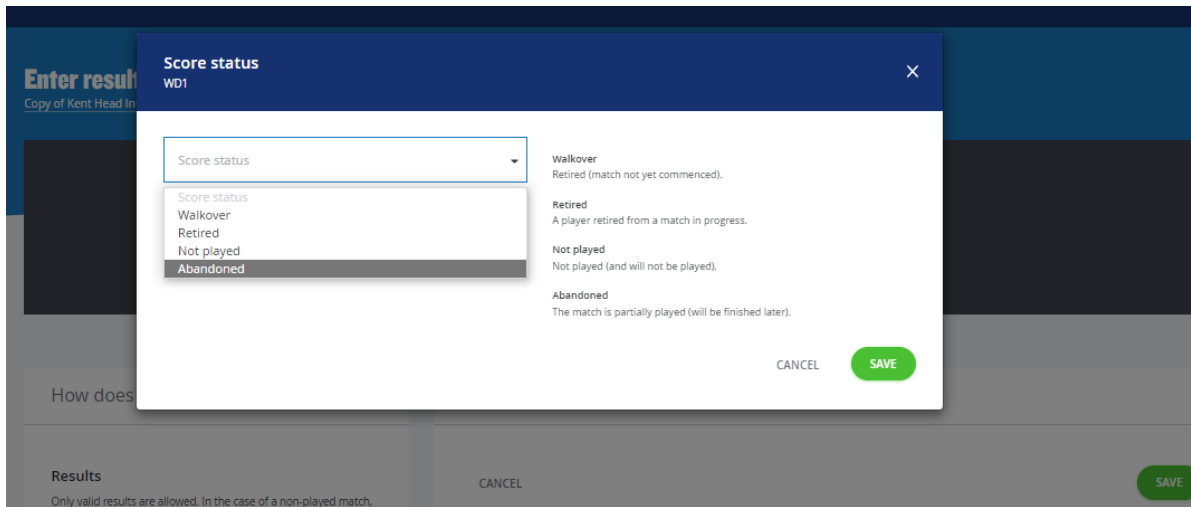 Score status
WD1
Enter result
Copy of Kent Head In
Score status
Score status
Walkover
Retired
Not played
Abandoned
Walkover
Retired (match not yet commenced).
Retired
A player retired from a match in progress.
Not played
Not played (and will not be played).
Abandoned
The match is partially played (will be finished later).
CANCEL
SAVE
How does
Results
Only valid results are allowed. In the case of a non-played match,
CANCEL
SAVE